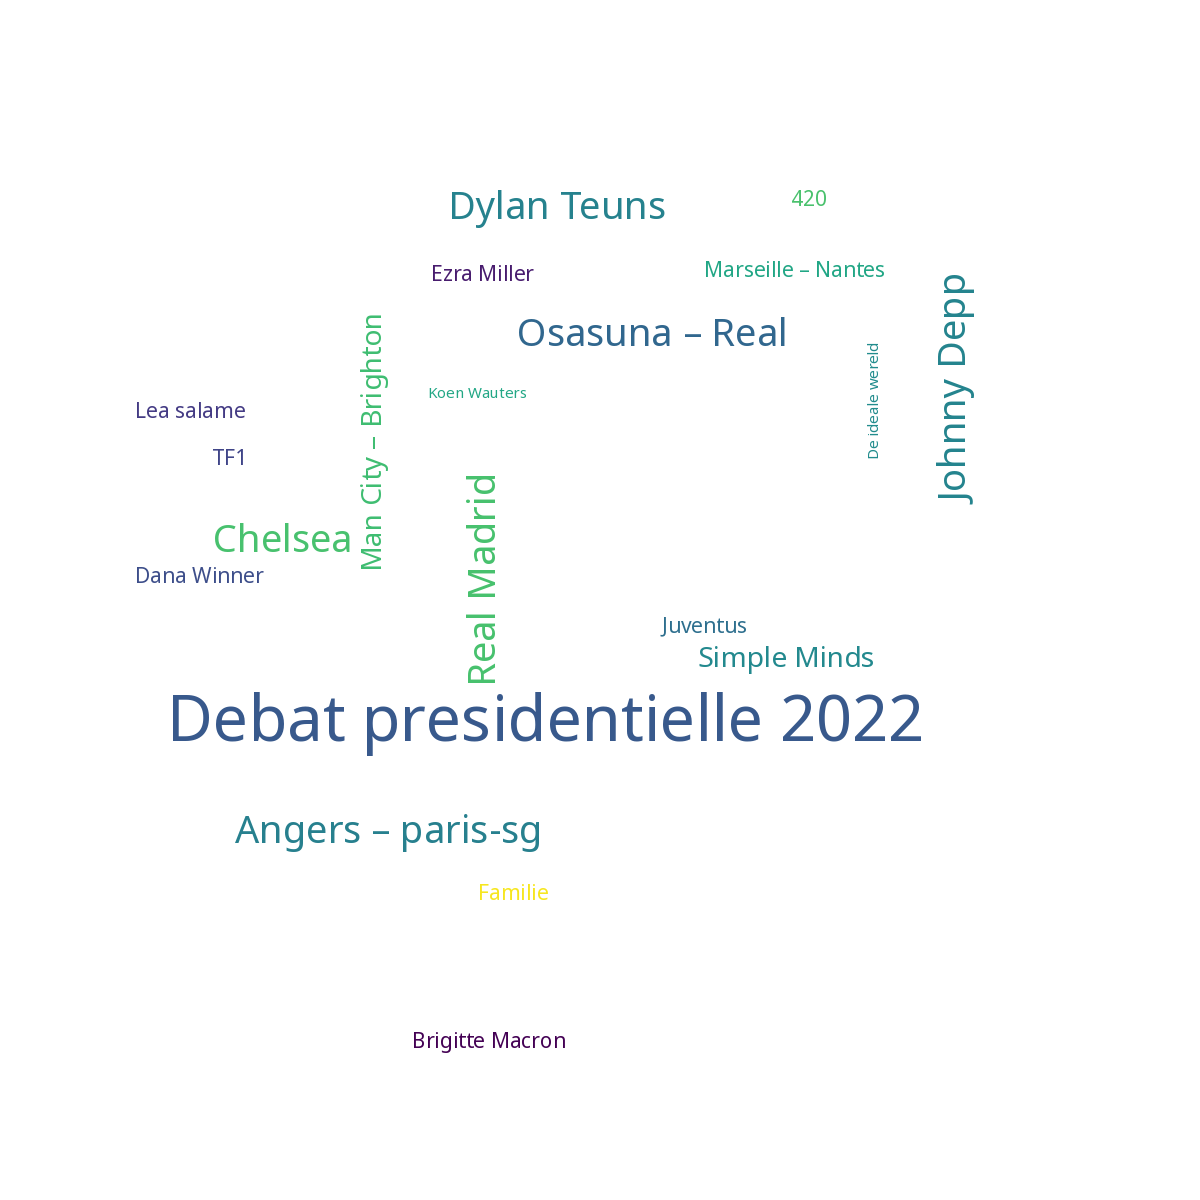 Dylan Teuns
420
Ezra Miller
Marseille – Nantes
Johnny Depp
Osasuna – Real
Man City – Brighton
De ideale wereld
Koen Wauters
Lea salame
TF1
Real Madrid
Chelsea
Dana Winner
Juventus
Simple Minds
Debat presidentielle 2022
Angers – paris-sg
Familie
Brigitte Macron